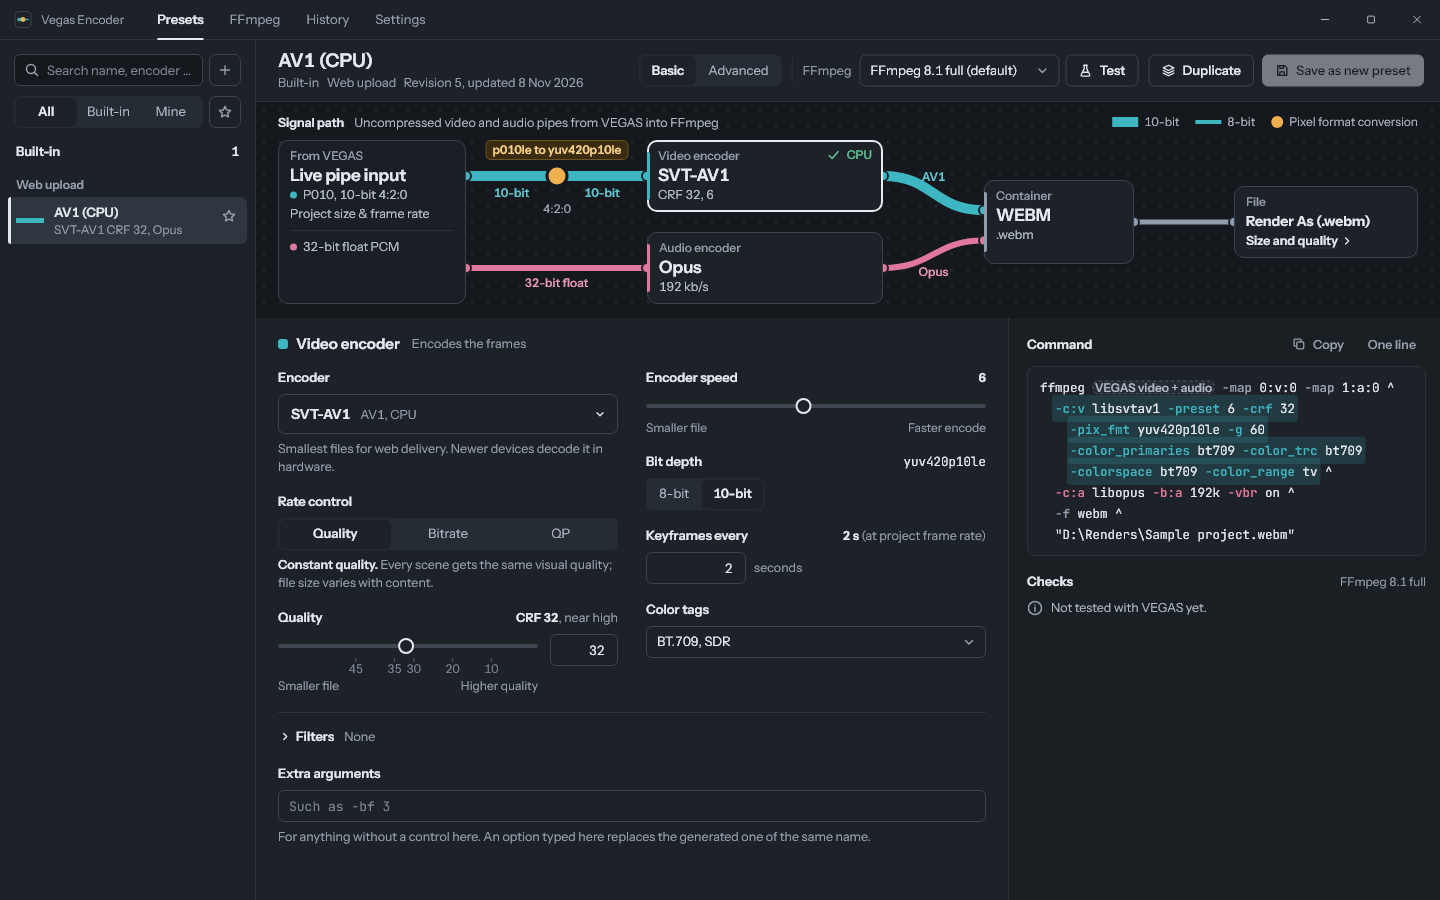 Vegas Encoder
Presets
FFmpeg
History
Settings
Search name, encoder ...
All
Built-in
Mine
Built-in
1
Web upload
AV1 (CPU)
SVT-AV1 CRF 32, Opus
AV1 (CPU)
Built-in Web upload Revision 5, updated 8 Nov 2026
Basic
Advanced
FFmpeg
FFmpeg 8.1 full (default)
Test
Duplicate
Save as new preset
Signal path
Uncompressed video and audio pipes from VEGAS into FFmpeg
10-bit
8-bit
Pixel format conversion
From VEGAS
Live pipe input
P010, 10-bit 4:2:0
Project size & frame rate
32-bit float PCM
p010le to yuv420p10le
10-bit
10-bit
4:2:0
32-bit float
Video encoder
CPU
SVT-AV1
CRF 32, 6
Audio encoder
Opus
192 kb/s
AV1
Opus
Container
WEBM
.webm
File
Render As (.webm)
Size and quality
Video encoder
Encodes the frames
Encoder
SVT-AV1 AV1, CPU
Smallest files for web delivery. Newer devices decode it in
hardware.
Rate control
Quality
Bitrate
QP
Constant quality. Every scene gets the same visual quality;
file size varies with content.
Quality
CRF 32, near high
32
45 35 30 20 10
Smaller file
Higher quality
Encoder speed
6
Smaller file
Faster encode
Bit depth
yuv420p10le
8-bit
10-bit
Keyframes every
2 s (at project frame rate)
2
seconds
Color tags
BT.709, SDR
Filters None
Extra arguments
Such as -bf 3
For anything without a control here. An option typed here replaces the generated one of the same name.
Command
Copy
One line
ffmpeg VEGAS video + audio -map 0:v:0 -map 1:a:0 ^
-c:v libsvtav1 -preset 6 -crf 32
-pix_fmt yuv420p10le -g 60
-color_primaries bt709 -color_trc bt709
-colorspace bt709 -color_range tv ^
-c:a libopus -b:a 192k -vbr on ^
-f webm ^
"D:\Renders\Sample project.webm"
Checks
FFmpeg 8.1 full
Not tested with VEGAS yet.